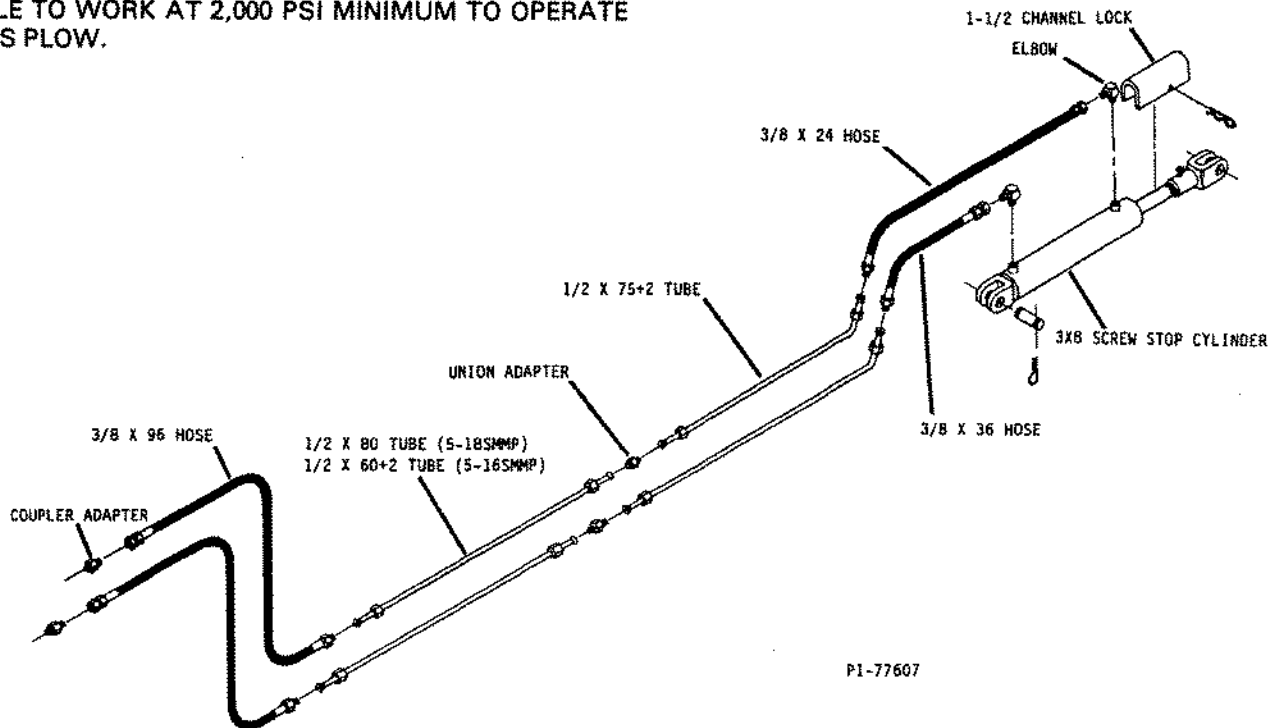 LE TO WORK AT 2,000 PSI MINIMUM TO OPERATE
S PLOW.
1-1/2 CHANNEL LOCK
ELBOW
3/8 X 24 HOSE
1/2 X 75+2 TUBE
3X8 SCREW STOP CYLINDER
UNION ADAPTER
3/8 X 36 HOSE
3/8 X 96 HOSE
1/2 X 80 TUBE (5-18SMMP)
1/2 X 60+2 TUBE (5-16SMMP)
COUPLER ADAPTER
PI-77607